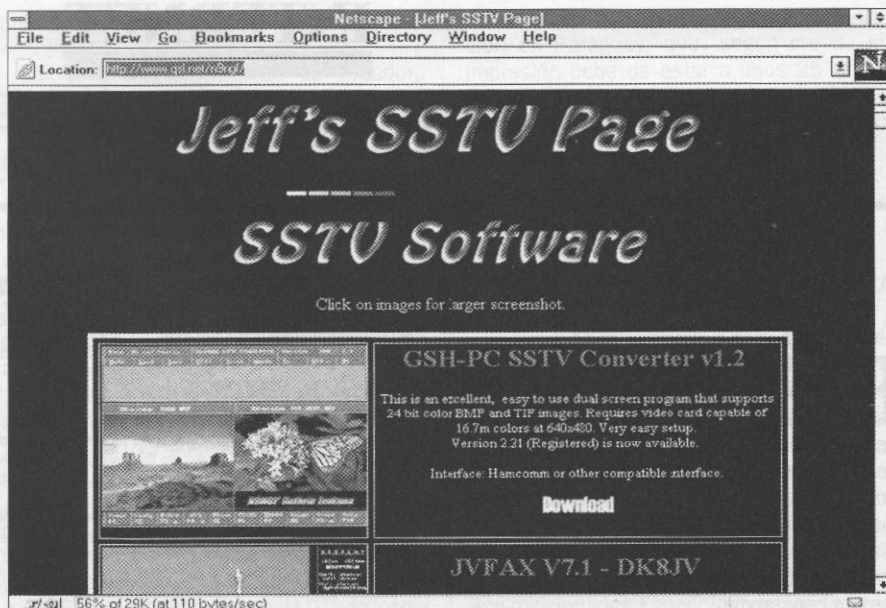 Netscape - [Jeff's SSTV Page]
File Edit View Go Bookmarks Options Directory Window Help
Location:
N
Jeff's SSTV Page
SSTV Software
Click on images for larger screenshot.
GSH-PC SSTV Converter v1.2
This is an excellent, easy to use dual screen program that supports
24 bit color BMP and TIF images. Requires video card capable of
16.7m colors at 640x480. Very easy setup.
Version 2.21 (Registered) is now available.
Interface: Hamcomm or other compatible interface.
Download
JVFAX V7.1 - DK8JV
56% of 29K (at 110 bytes/sec)